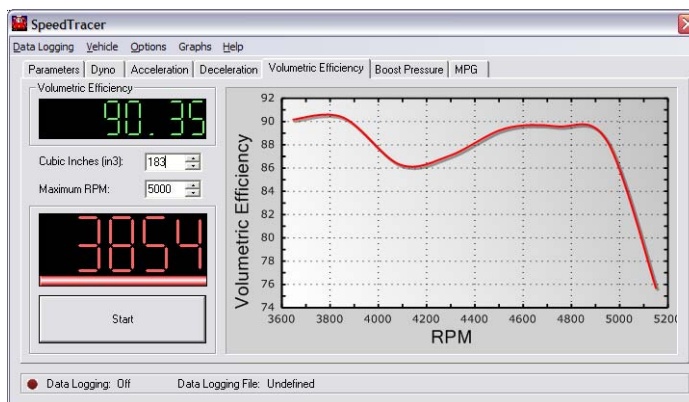 SpeedTracer
Data Logging Vehicle Options Graphs Help
Parameters Dyno Acceleration Deceleration Volumetric Efficiency Boost Pressure MPG
Volumetric Efficiency
90.35
Cubic Inches (in3): 183
Maximum RPM: 5000
3854
Start
Volumetric Efficiency
92
90
88
86
84
82
80
78
76
74
3600 3800 4000 4200 4400 4600 4800 5000 5200
RPM
Data Logging: Off Data Logging File: Undefined